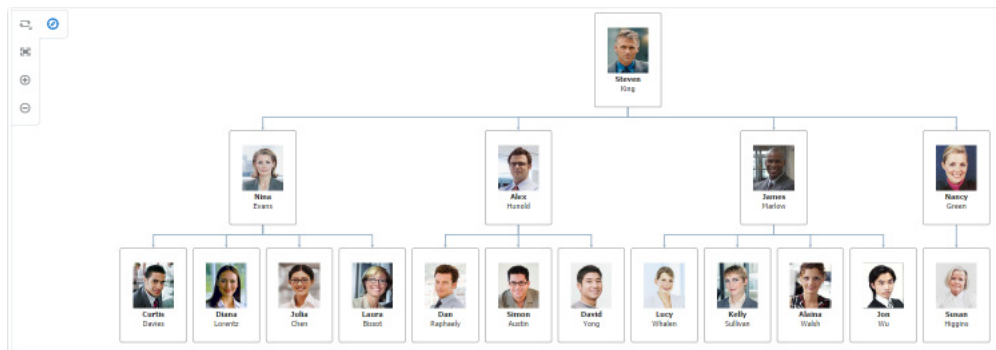 Steven
King
Nina
Evans
Alex
Hunold
James
Marlow
Nancy
Green
Curtis
Davies
Diana
Lorentz
Julia
Chen
Laura
Bissot
Dan
Raphaely
Simon
Austin
David
Yong
Lucy
Whalen
Kelly
Sullivan
Alaina
Walsh
Jon
Wu
Susan
Higgins